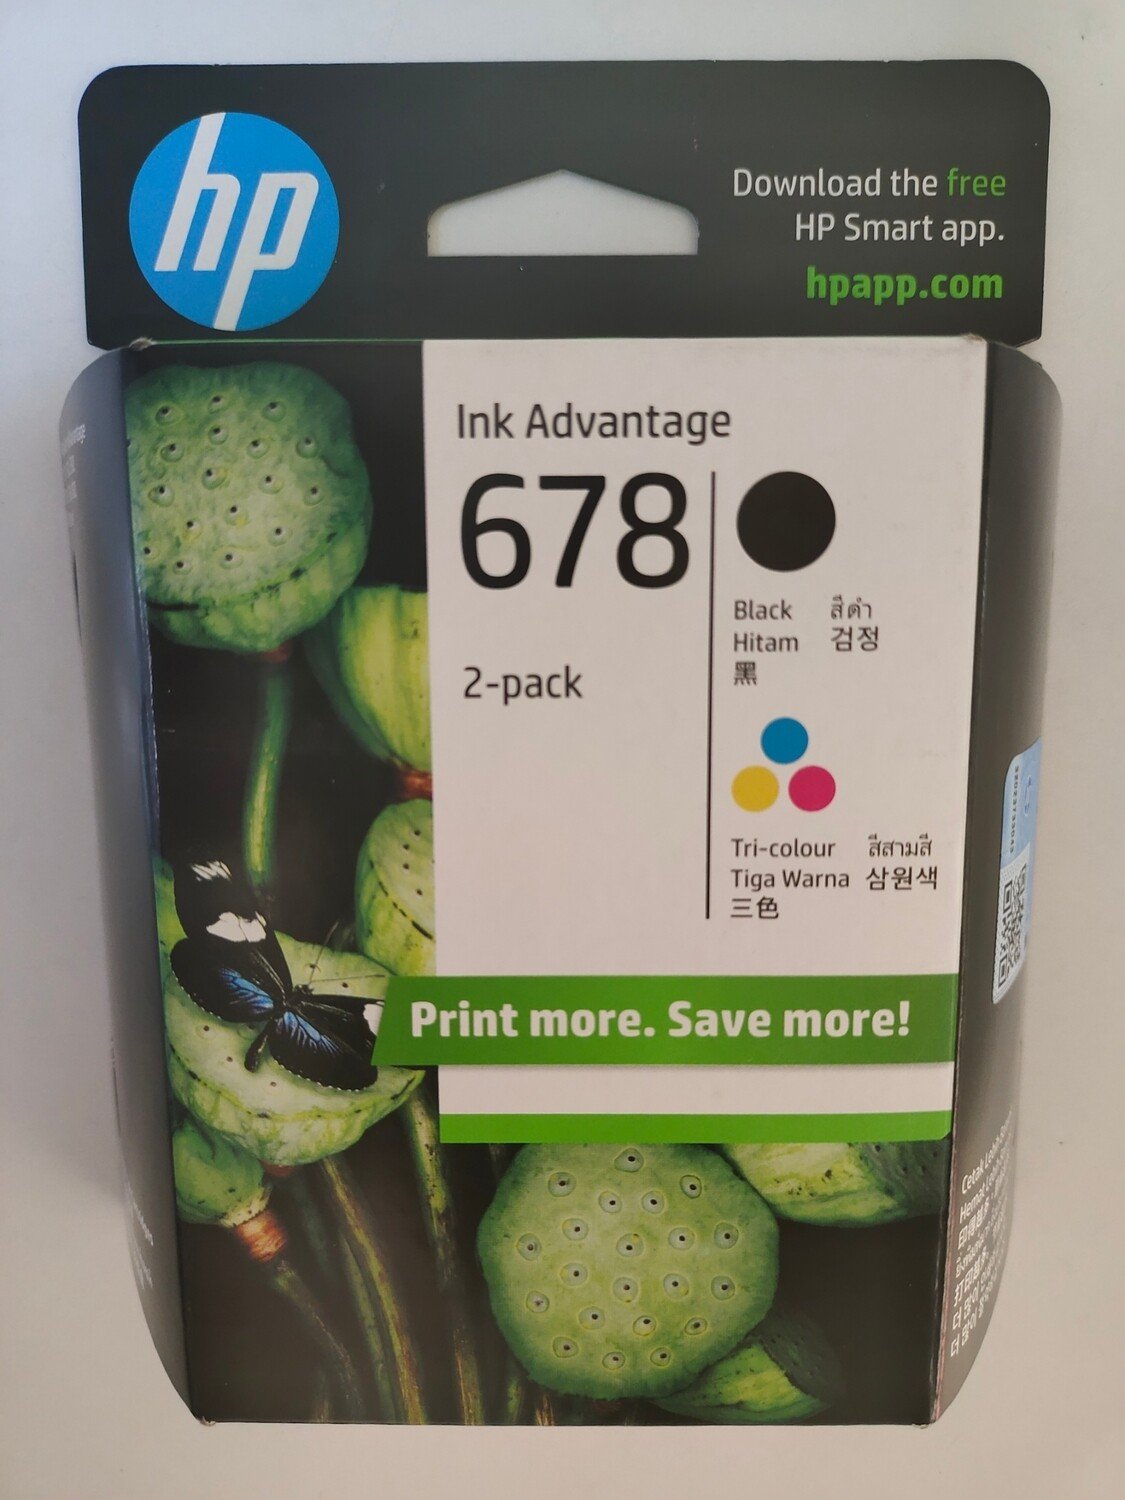 hp
Download the free
HP Smart app.
hpapp.com
Ink Advantage
678
2-pack
Black สีดำ
Hitam 검정
黑
Tri-colour สีสามสี
Tiga Warna 삼원색
三色
Print more. Save more!